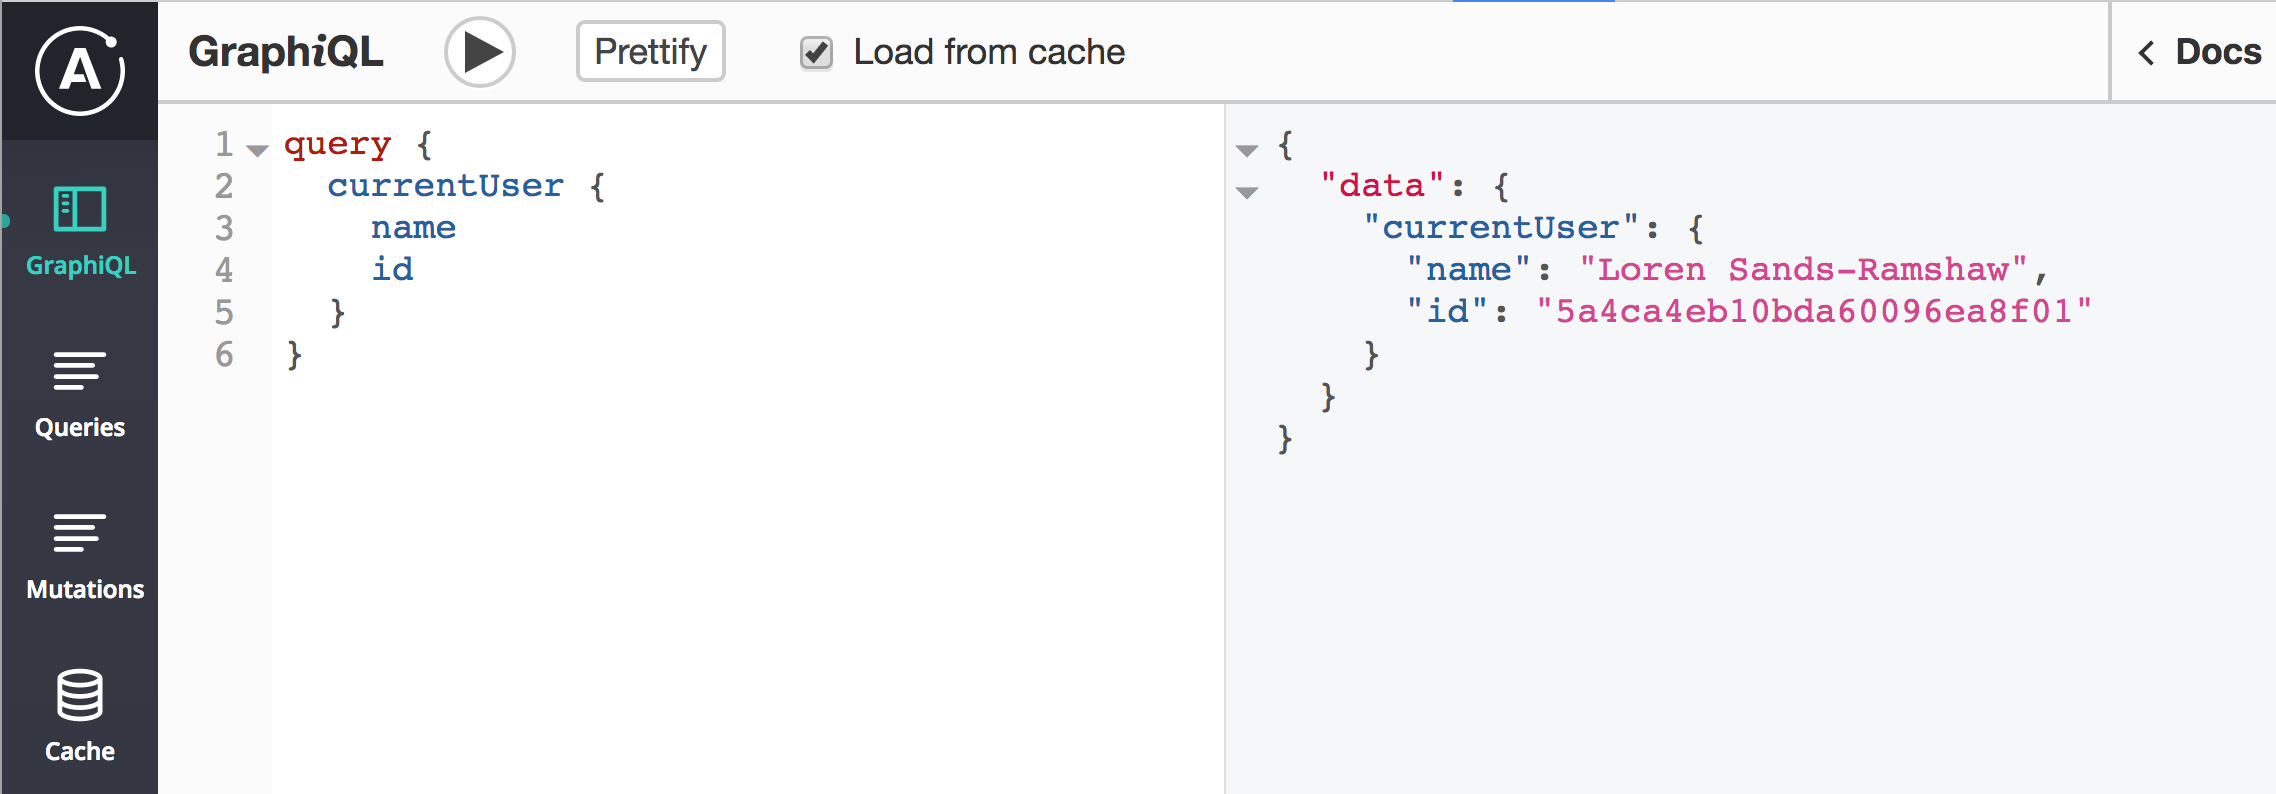 A
GraphiQL
Prettify
Load from cache
Docs
GraphiQL
Queries
Mutations
Cache
1 query {
2 currentUser {
3 name
4 id
5 }
6 }
{
"data": {
"currentUser": {
"name": "Loren Sands-Ramshaw",
"id": "5a4ca4eb10bda60096ea8f01"
}
}
}